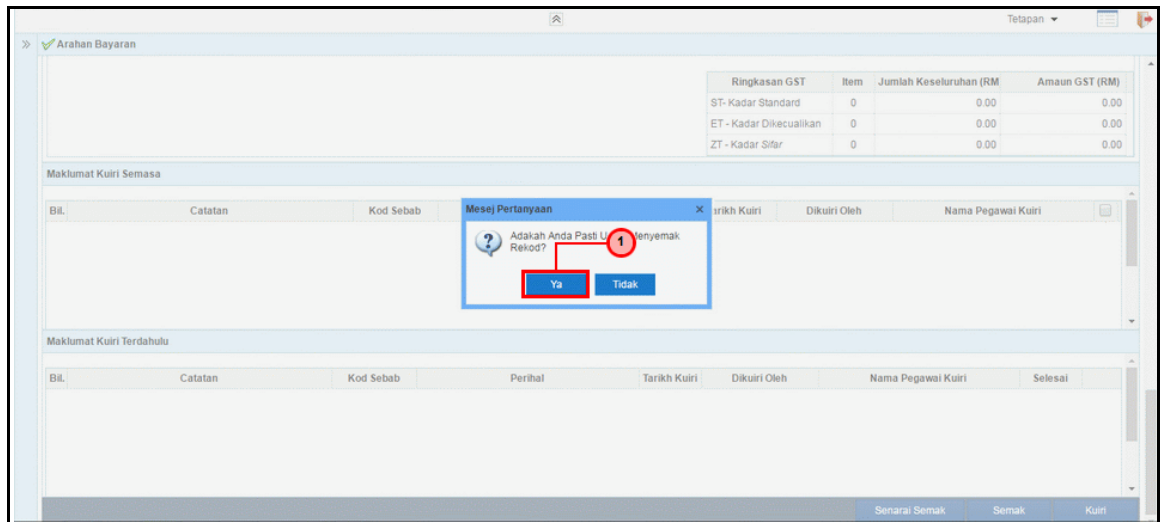 Tetapan
Arahan Bayaran
Ringkasan GST Item Jumlah Keseluruhan (RM Amaun GST (RM)
ST- Kadar Standard 0 0.00 0.00
ET - Kadar Dikecualikan 0 0.00 0.00
ZT - Kadar Sifar 0 0.00 0.00
Maklumat Kuiri Semasa
Bil. Catatan Kod Sebab arikh Kuiri Dikuiri Oleh Nama Pegawai Kuiri
Mesej Pertanyaan x
Adakah Anda Pasti U 1 Menyemak
Rekod?
Ya Tidak
Maklumat Kuiri Terdahulu
Bil. Catatan Kod Sebab Perihal Tarikh Kuiri Dikuiri Oleh Nama Pegawai Kuiri Selesai
Senarai Semak Semak Kuiri